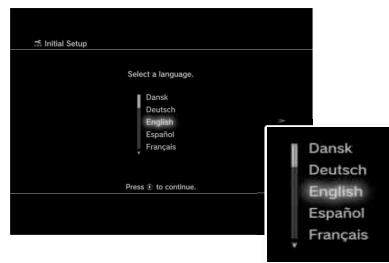 Initial Setup
Select a language.
Dansk
Deutsch
English
Español
Français
Press ⓧ to continue.
Dansk
Deutsch
English
Español
Français